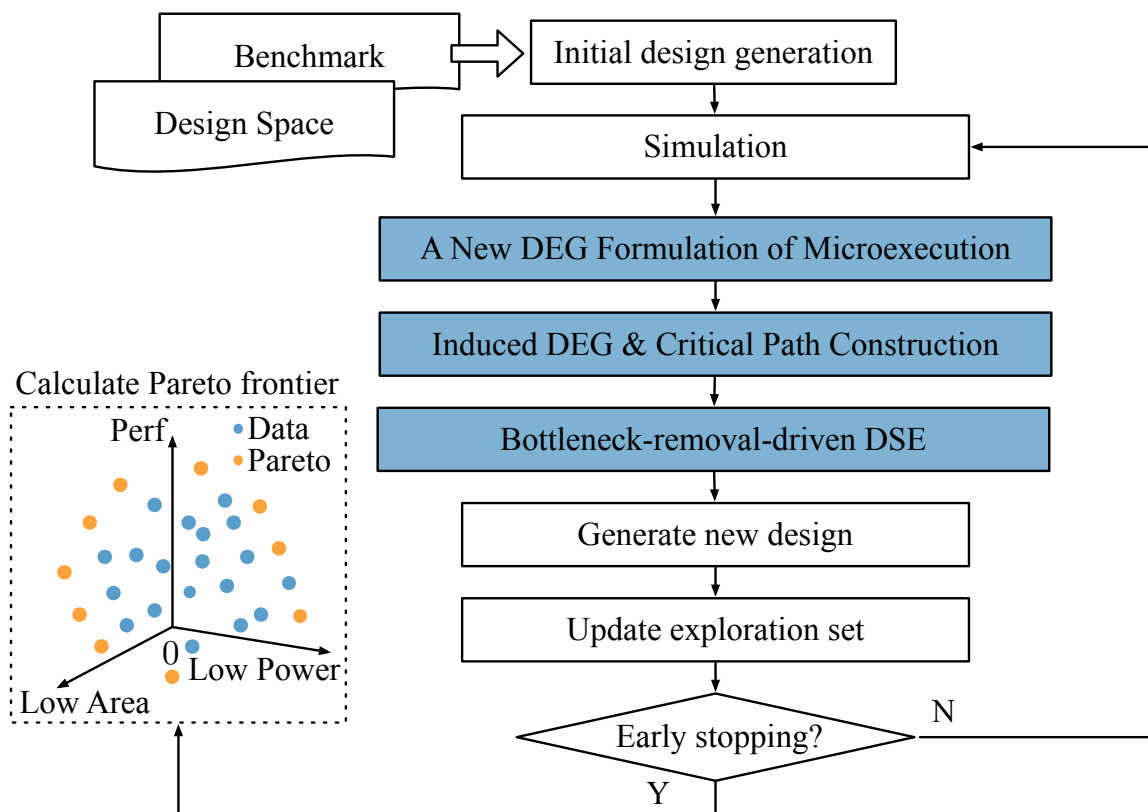 Benchmark
Design Space
Initial design generation
Simulation
A New DEG Formulation of Microexecution
Induced DEG & Critical Path Construction
Bottleneck-removal-driven DSE
Generate new design
Update exploration set
Early stopping?
N
Y
Calculate Pareto frontier
Perf
Data
Pareto
0
Low Power
Low Area